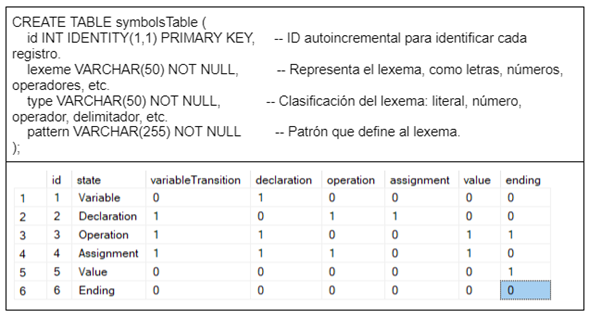 CREATE TABLE symbolsTable (
id INT IDENTITY(1,1) PRIMARY KEY, -- ID autoincremental para identificar cada
registro.
lexeme VARCHAR(50) NOT NULL, -- Representa el lexema, como letras, números,
operadores, etc.
type VARCHAR(50) NOT NULL, -- Clasificación del lexema: literal, número,
operador, delimitador, etc.
pattern VARCHAR(255) NOT NULL -- Patrón que define al lexema.
);
id state variableTransition declaration operation assignment value ending
1 1 Variable 0 1 0 0 0 0
2 2 Declaration 1 0 1 1 0 0
3 3 Operation 1 1 0 0 1 1
4 4 Assignment 1 1 1 0 1 0
5 5 Value 0 0 0 0 0 1
6 6 Ending 0 0 0 0 0 0